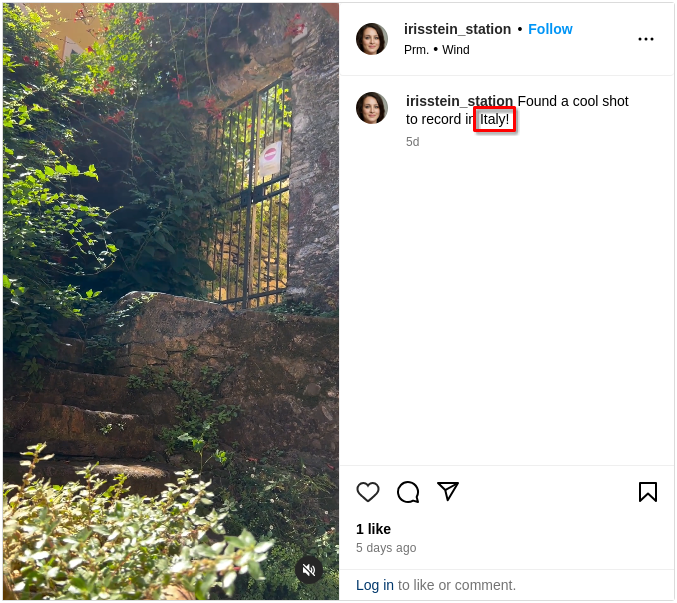 irisstein_station • Follow
Prm. • Wind
irisstein_station Found a cool shot
to record in Italy!
5d
1 like
5 days ago
Log in to like or comment.